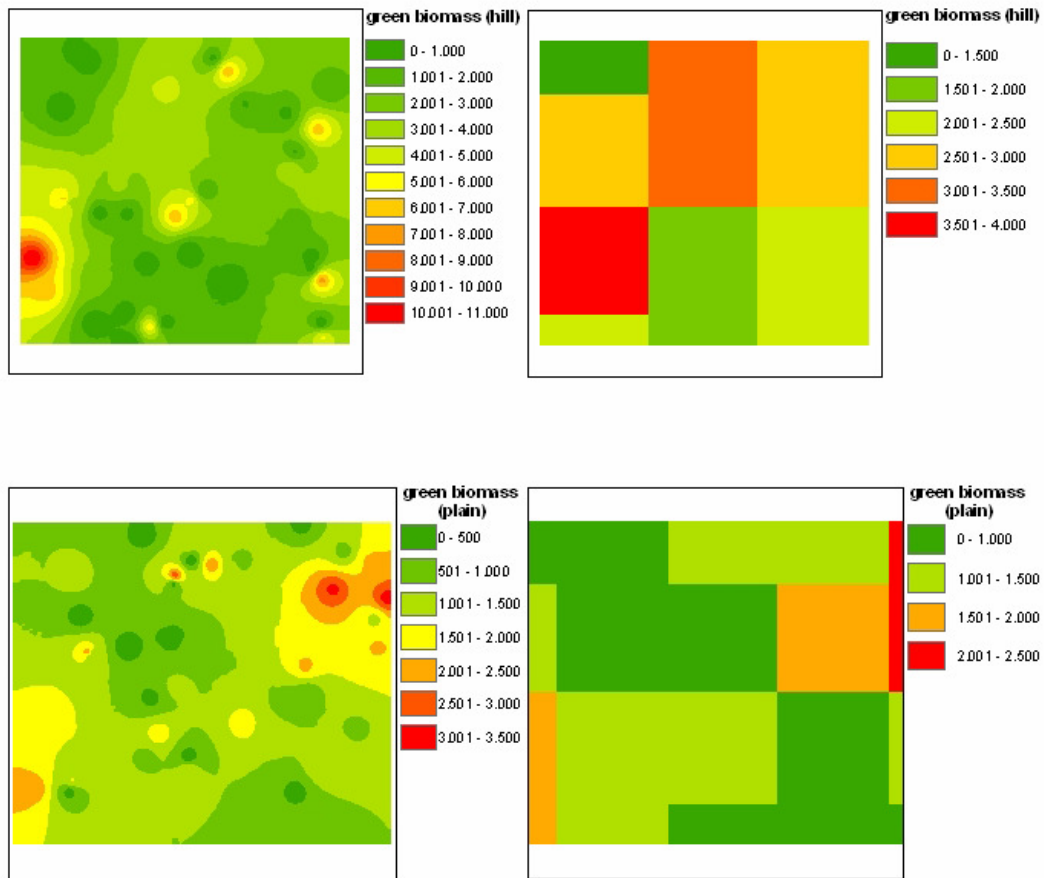 green biomass (hill)
0 - 1.000
1.001 - 2.000
2.001 - 3.000
3.001 - 4.000
4.001 - 5.000
5.001 - 6.000
6.001 - 7.000
7.001 - 8.000
8.001 - 9.000
9.001 - 10.000
10.001 - 11.000
green biomass (hill)
0 - 1.500
1.501 - 2.000
2.001 - 2.500
2.501 - 3.000
3.001 - 3.500
3.501 - 4.000
green biomass
(plain)
0 - 500
501 - 1.000
1.001 - 1.500
1.501 - 2.000
2.001 - 2.500
2.501 - 3.000
3.001 - 3.500
green biomass
(plain)
0 - 1.000
1.001 - 1.500
1.501 - 2.000
2.001 - 2.500